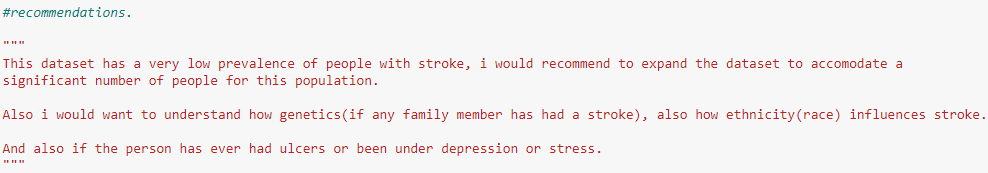 #recommendations.
"""
This dataset has a very low prevalence of people with stroke, i would recommend to expand the dataset to accomodate a
significant number of people for this population.
Also i would want to understand how genetics(if any family member has had a stroke), also how ethnicity(race) influences stroke.
And also if the person has ever had ulcers or been under depression or stress.
"""